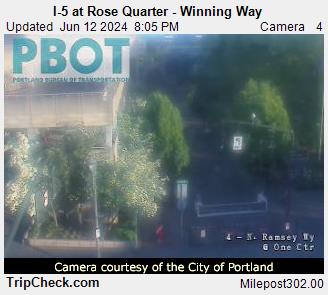 I-5 at Rose Quarter - Winning Way
Updated Jun 12 2024 8:05 PM Camera 4
PBOT
PORTLAND BUREAU OF TRANSPORTATION
4 - N. Ramsey Wy
@ One Ctr
Camera courtesy of the City of Portland
TripCheck.com Milepost302.00